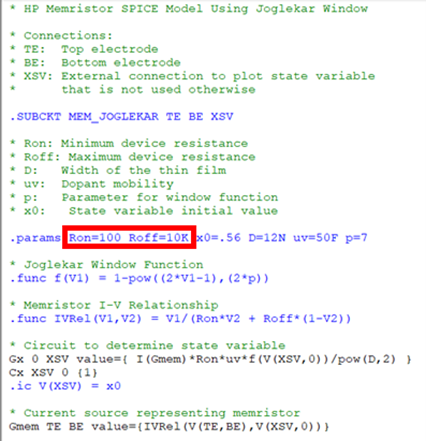 * HP Memristor SPICE Model Using Joglekar Window
* Connections:
* TE: Top electrode
* BE: Bottom electrode
* XSV: External connection to plot state variable
* that is not used otherwise
.SUBCKT MEM_JOGLEKAR TE BE XSV
* Ron: Minimum device resistance
* Roff: Maximum device resistance
* D: Width of the thin film
* uv: Dopant mobility
* p: Parameter for window function
* x0: State variable initial value
.params Ron=100 Roff=10K x0=.56 D=12N uv=50F p=7
* Joglekar Window Function
.func f(V1) = 1-pow((2*V1-1),(2*p))
* Memristor I-V Relationship
.func IVRel(V1,V2) = V1/(Ron*V2 + Roff*(1-V2))
* Circuit to determine state variable
Gx 0 XSV value={ I(Gmem)*Ron*uv*f(V(XSV,0))/pow(D,2) }
Cx XSV 0 {1}
.ic V(XSV) = x0
* Current source representing memristor
Gmem TE BE value={IVRel(V(TE,BE),V(XSV,0))}